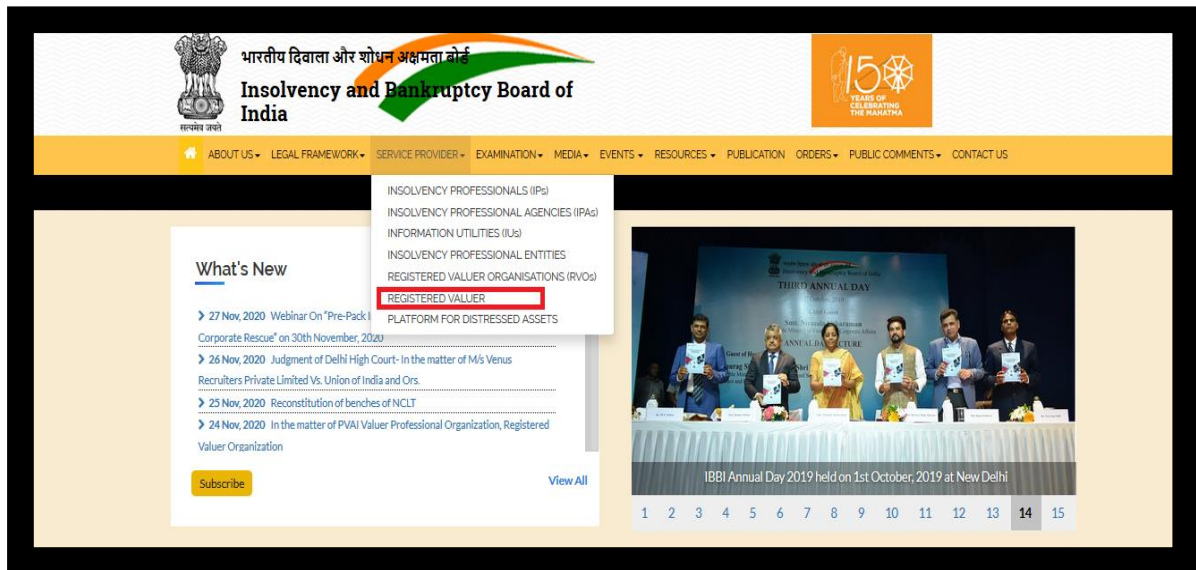 भारतीय दिवाला और शोधन अक्षमता बोर्ड
Insolvency and Bankruptcy Board of
India
सत्यमेव जयते
150
YEARS OF
CELEBRATING
THE MAHATMA
ABOUT US LEGAL FRAMEWORK SERVICE PROVIDER EXAMINATION MEDIA EVENTS RESOURCES PUBLICATION ORDERS PUBLIC COMMENTS CONTACT US
INSOLVENCY PROFESSIONALS (IPs)
INSOLVENCY PROFESSIONAL AGENCIES (IPAs)
INFORMATION UTILITIES (IUs)
INSOLVENCY PROFESSIONAL ENTITIES
REGISTERED VALUER ORGANISATIONS (RVOs)
REGISTERED VALUER
PLATFORM FOR DISTRESSED ASSETS
What's New
27 Nov, 2020 Webinar On "Pre-Pack
Corporate Rescue" on 30th November, 2020
26 Nov, 2020 Judgment of Delhi High Court- In the matter of M/s Venus
Recruiters Private Limited Vs. Union of India and Ors.
25 Nov, 2020 Reconstitution of benches of NCLT
24 Nov, 2020 In the matter of PVAI Valuer Professional Organization, Registered
Valuer Organization
Subscribe
View All
THIRD ANNUAL DAY
ANNUAL DAY LECTURE
IBBI Annual Day 2019 held on 1st October, 2019 at New Delhi
1 2 3 4 5 6 7 8 9 10 11 12 13 14 15